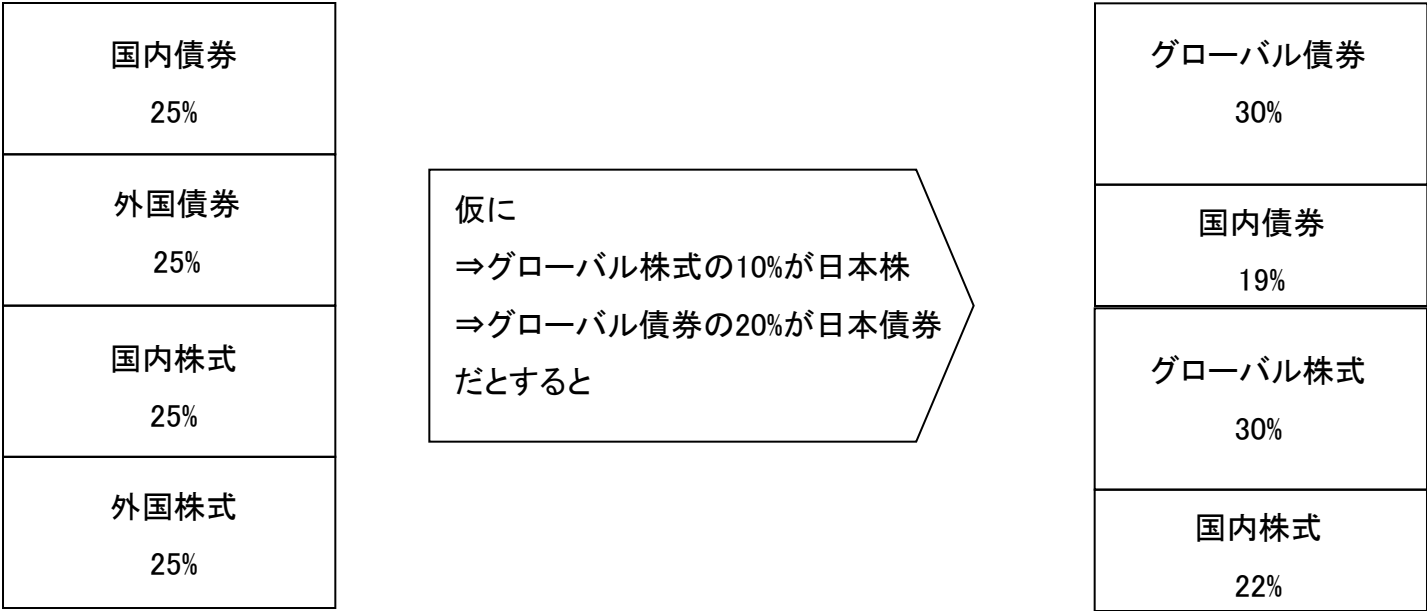 国内債券
25%
外国債券
25%
国内株式
25%
外国株式
25%
仮に
⇒グローバル株式の10%が日本株
⇒グローバル債券の20%が日本債券
だとすると
グローバル債券
30%
国内債券
19%
グローバル株式
30%
国内株式
22%